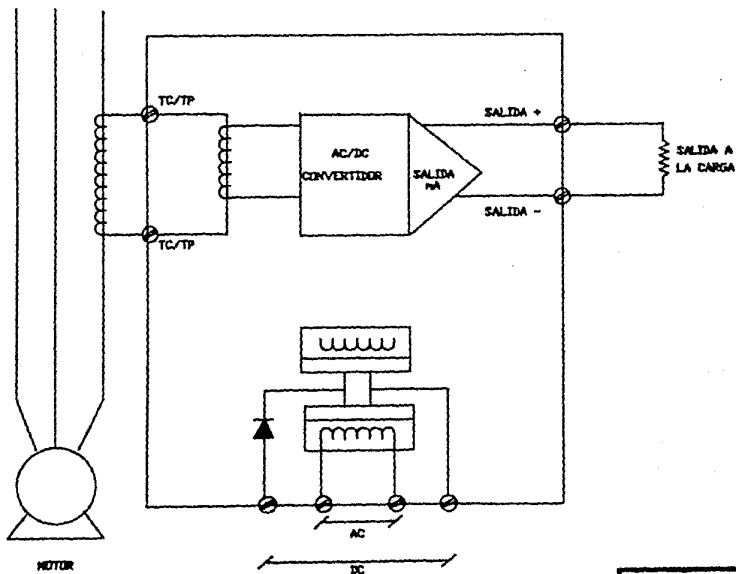 TC/TP
SALIDA +
AC/DC
CONVERTIDOR
SALIDA
mA
SALIDA A
LA CARGA
SALIDA -
TC/TP
AC
DC
MOTOR